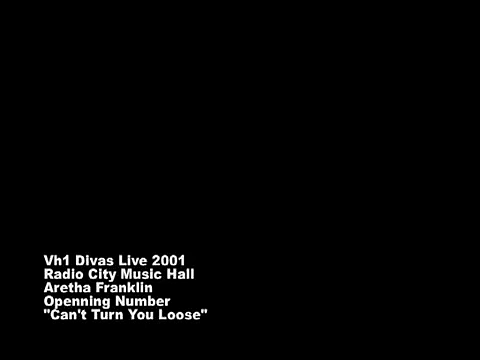 Vh1 Divas Live 2001
Radio City Music Hall
Aretha Franklin
Openning Number
"Can't Turn You Loose"